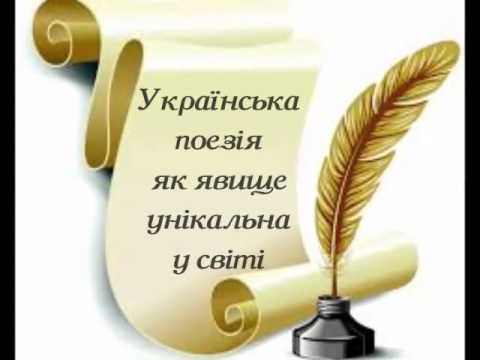 Українська
поезія
як явище
унікальна
у світі